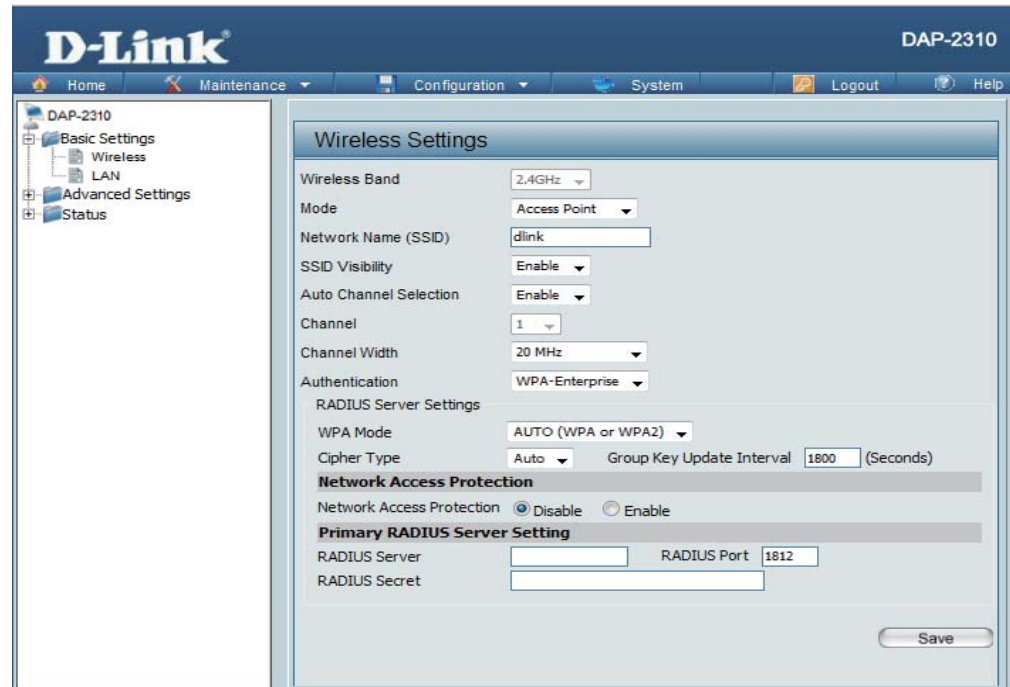 D-Link®
DAP-2310
Home Maintenance Configuration System Logout Help
DAP-2310
Basic Settings
Wireless
LAN
Advanced Settings
Status
Wireless Settings
Wireless Band 2.4GHz
Mode Access Point
Network Name (SSID) dlink
SSID Visibility Enable
Auto Channel Selection Enable
Channel 1
Channel Width 20 MHz
Authentication WPA-Enterprise
RADIUS Server Settings
WPA Mode AUTO (WPA or WPA2)
Cipher Type Auto Group Key Update Interval 1800 (Seconds)
Network Access Protection
Network Access Protection Disable Enable
Primary RADIUS Server Setting
RADIUS Server RADIUS Port 1812
RADIUS Secret
Save